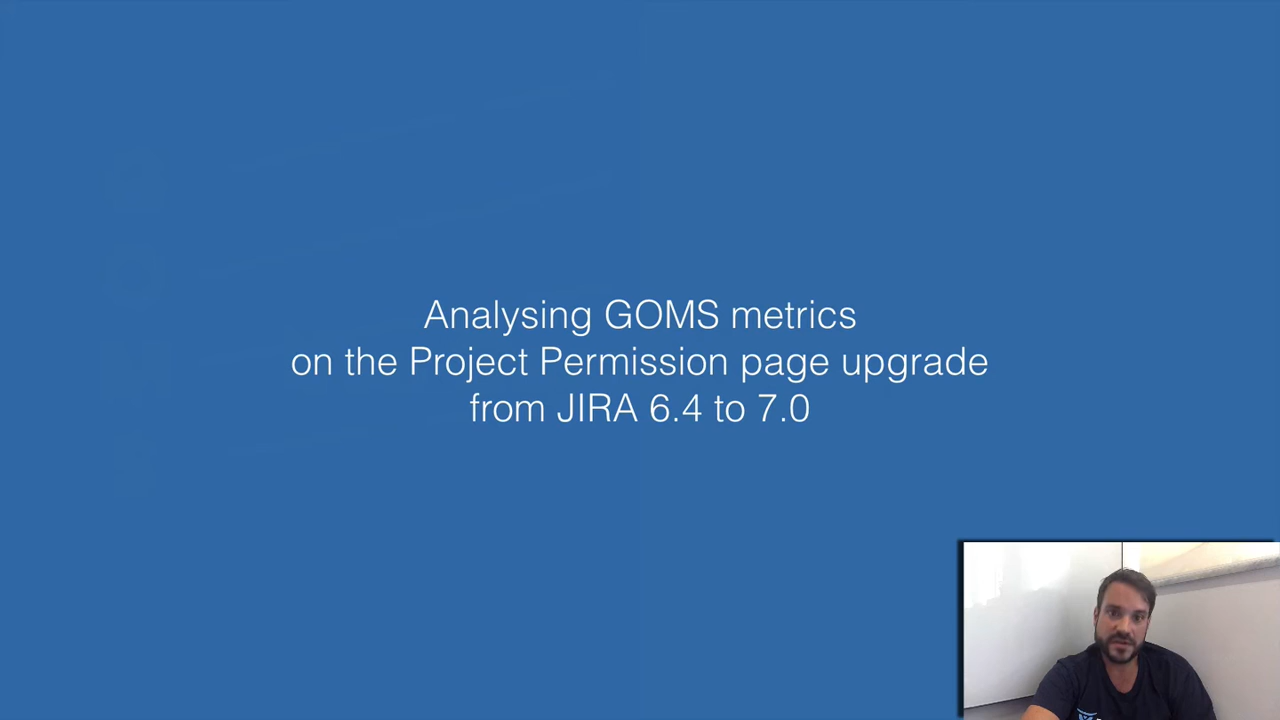 Analysing GOMS metrics
on the Project Permission page upgrade
from JIRA 6.4 to 7.0